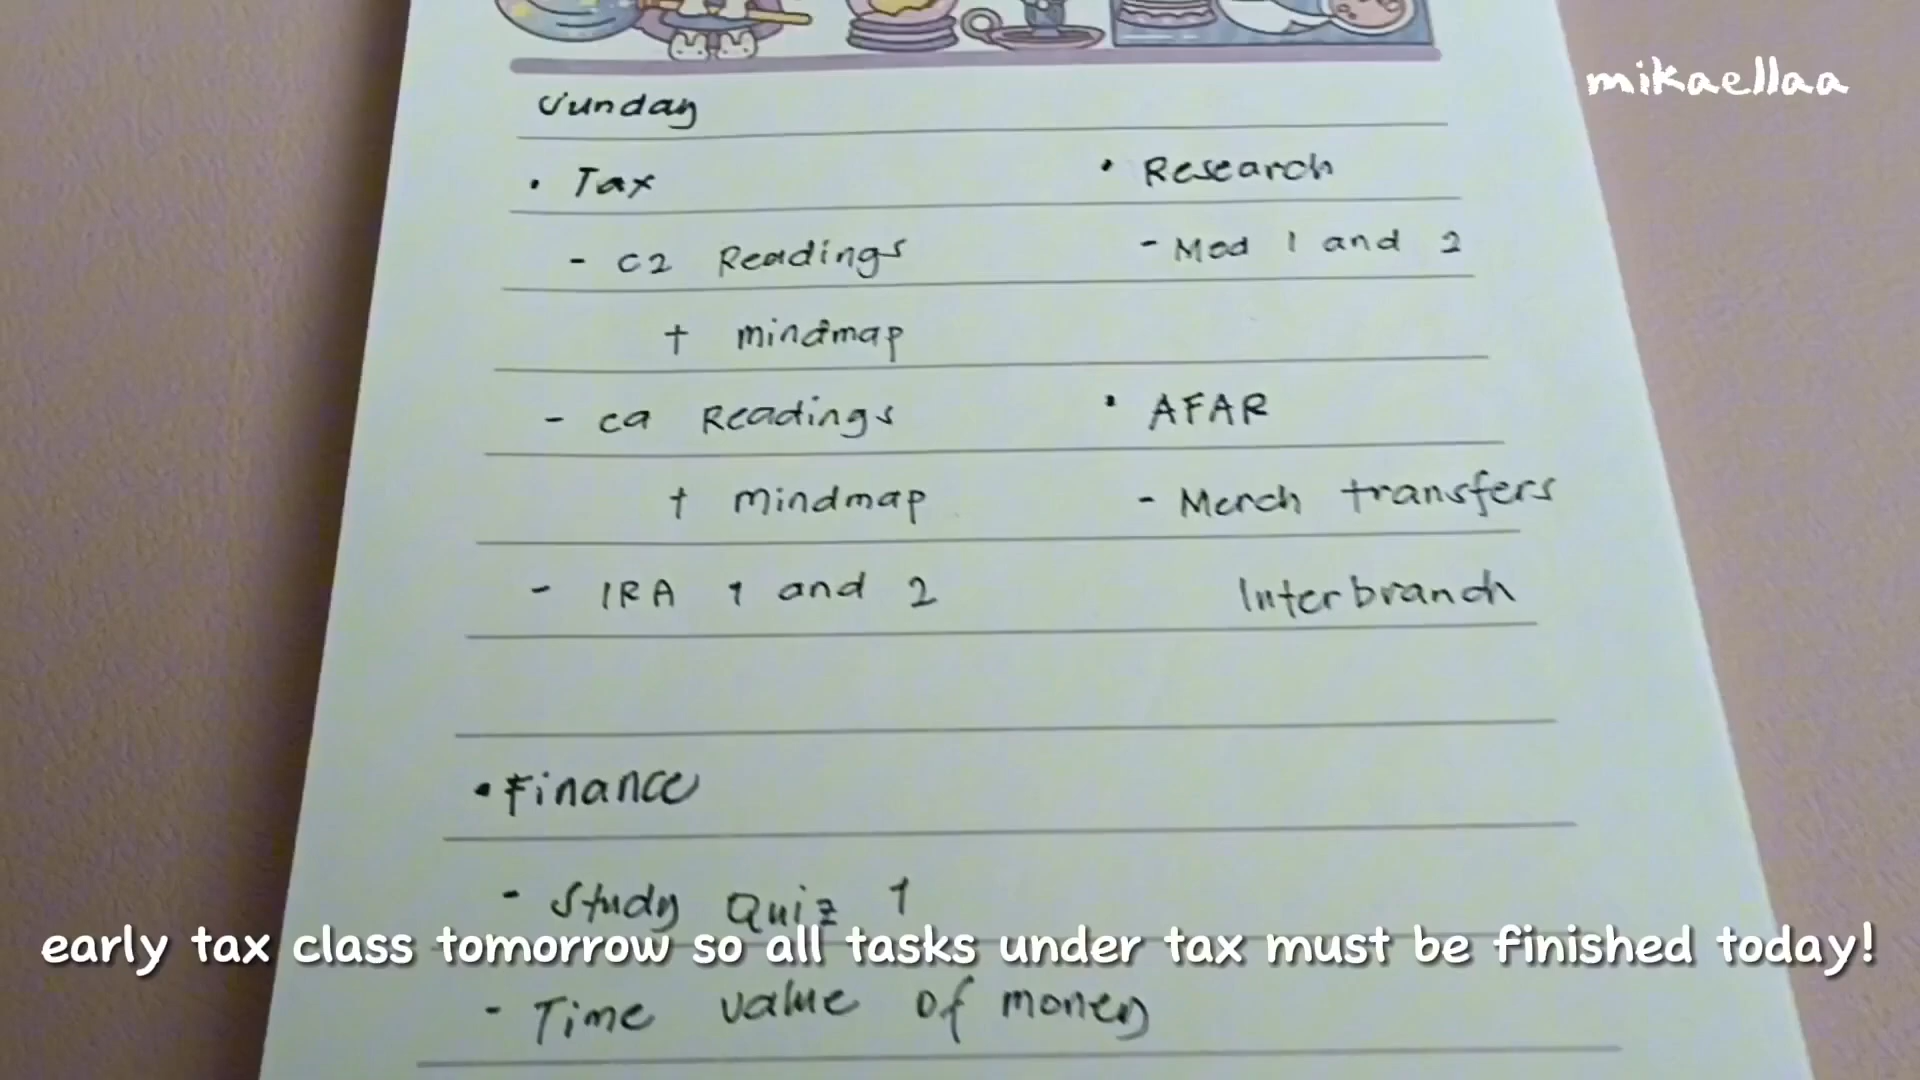 mikaellaa
Sunday
• Tax
- C2 Readings
+ mindmap
- ca Readings
+ mindmap
- IRA 1 and 2
• Research
- Mod 1 and 2
• AFAR
- Merch transfers
Interbranch
• Finance
- Study Quiz 1
- Time value of money
early tax class tomorrow so all tasks under tax must be finished today!